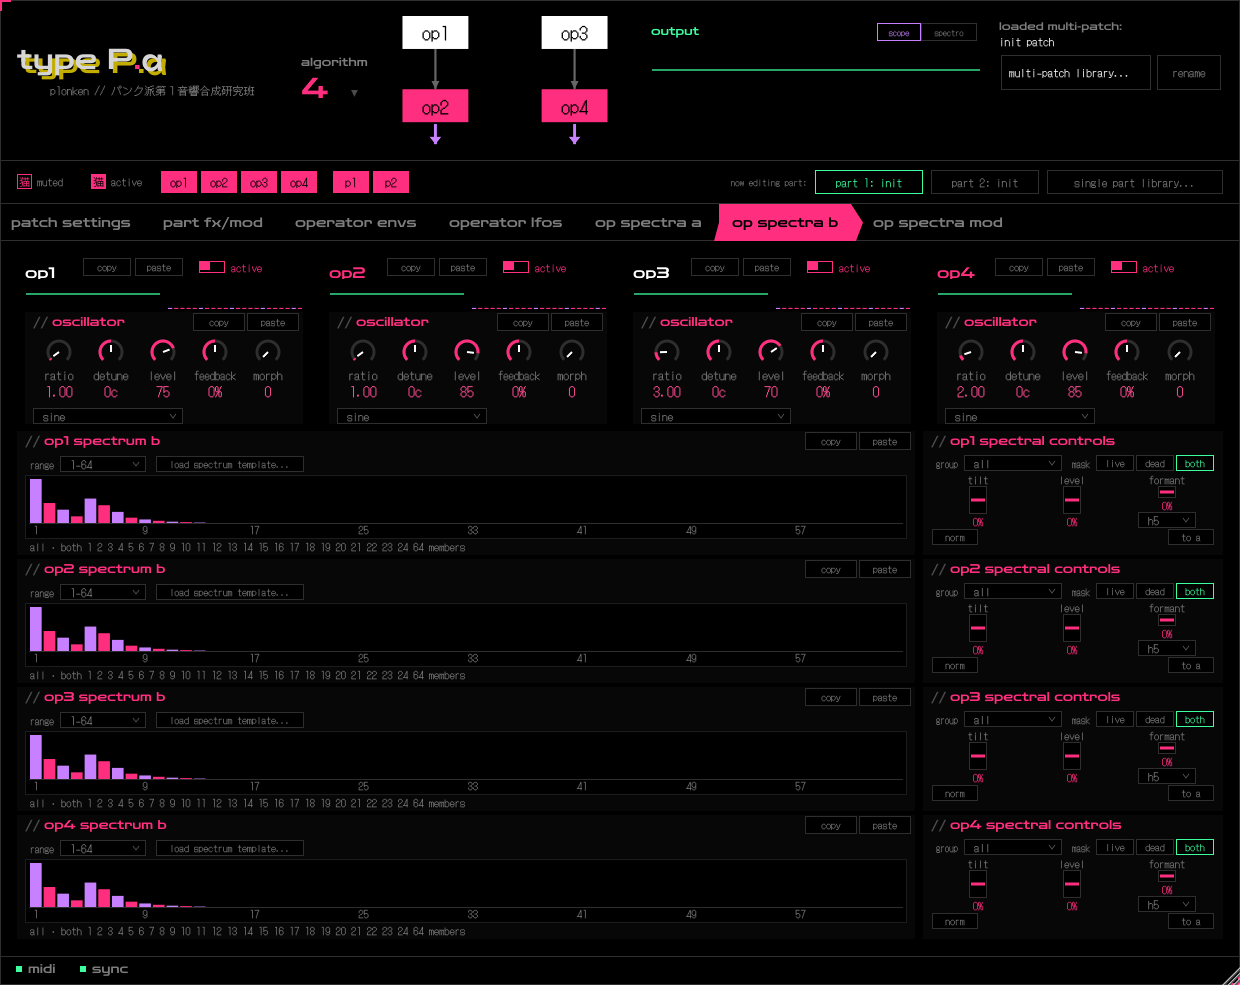 type P.a
plonken // パンク派第1音響合成研究班
algorithm
4
op1
op2
op3
op4
output
scope
spectro
loaded multi-patch:
init patch
multi-patch library...
rename
猫 muted
猫 active
op1 op2 op3 op4 p1 p2
now editing part:
part 1: init
part 2: init
single part library...
patch settings
part fx/mod
operator envs
operator lfos
op spectra a
op spectra b
op spectra mod
op1 copy paste active
op2 copy paste active
op3 copy paste active
op4 copy paste active
// oscillator copy paste
ratio detune level feedback morph
1.00 0c 75 0% 0
sine
// oscillator copy paste
ratio detune level feedback morph
1.00 0c 85 0% 0
sine
// oscillator copy paste
ratio detune level feedback morph
3.00 0c 70 0% 0
sine
// oscillator copy paste
ratio detune level feedback morph
2.00 0c 85 0% 0
sine
// op1 spectrum b copy paste
range 1-64 load spectrum template...
1 9 17 25 33 41 49 57
all · both 1 2 3 4 5 6 7 8 9 10 11 12 13 14 15 16 17 18 19 20 21 22 23 24 64 members
// op1 spectral controls
group all mask live dead both
tilt level formant
0%
0% 0% h5
norm to a
// op2 spectrum b copy paste
range 1-64 load spectrum template...
1 9 17 25 33 41 49 57
all · both 1 2 3 4 5 6 7 8 9 10 11 12 13 14 15 16 17 18 19 20 21 22 23 24 64 members
// op2 spectral controls
group all mask live dead both
tilt level formant
0%
0% 0% h5
norm to a
// op3 spectrum b copy paste
range 1-64 load spectrum template...
1 9 17 25 33 41 49 57
all · both 1 2 3 4 5 6 7 8 9 10 11 12 13 14 15 16 17 18 19 20 21 22 23 24 64 members
// op3 spectral controls
group all mask live dead both
tilt level formant
0%
0% 0% h5
norm to a
// op4 spectrum b copy paste
range 1-64 load spectrum template...
1 9 17 25 33 41 49 57
all · both 1 2 3 4 5 6 7 8 9 10 11 12 13 14 15 16 17 18 19 20 21 22 23 24 64 members
// op4 spectral controls
group all mask live dead both
tilt level formant
0%
0% 0% h5
norm to a
midi sync